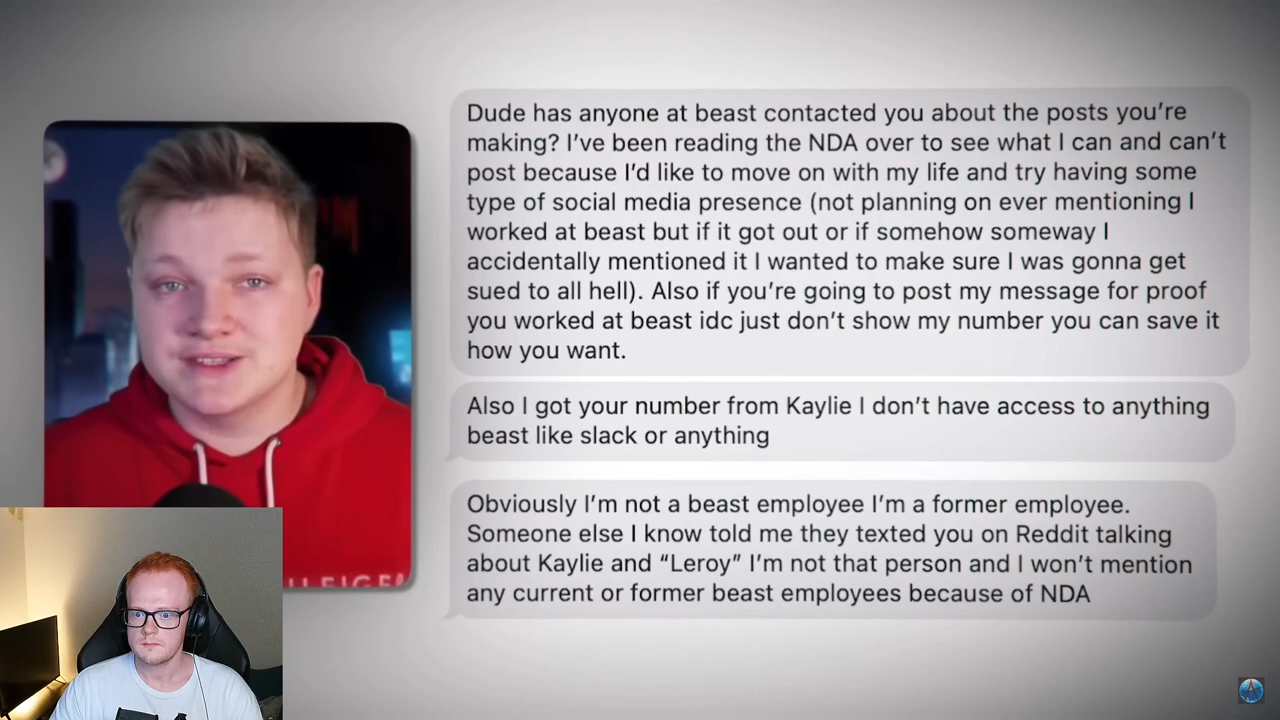 Dude has anyone at beast contacted you about the posts you're
making? I've been reading the NDA over to see what I can and can't
post because I'd like to move on with my life and try having some
type of social media presence (not planning on ever mentioning I
worked at beast but if it got out or if somehow someway I
accidentally mentioned it I wanted to make sure I was gonna get
sued to all hell). Also if you're going to post my message for proof
you worked at beast idc just don't show my number you can save it
how you want.
Also I got your number from Kaylie I don't have access to anything
beast like slack or anything
Obviously I'm not a beast employee I'm a former employee.
Someone else I know told me they texted you on Reddit talking
about Kaylie and “Leroy” I'm not that person and I won't mention
any current or former beast employees because of NDA